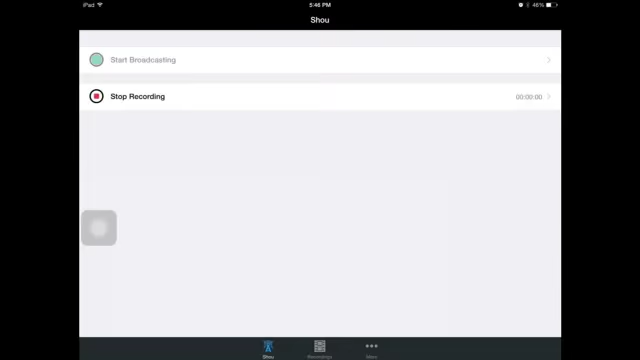 iPad 5:46 PM 46%
Shou
Start Broadcasting
Stop Recording 00:00:00
Shou Recordings More